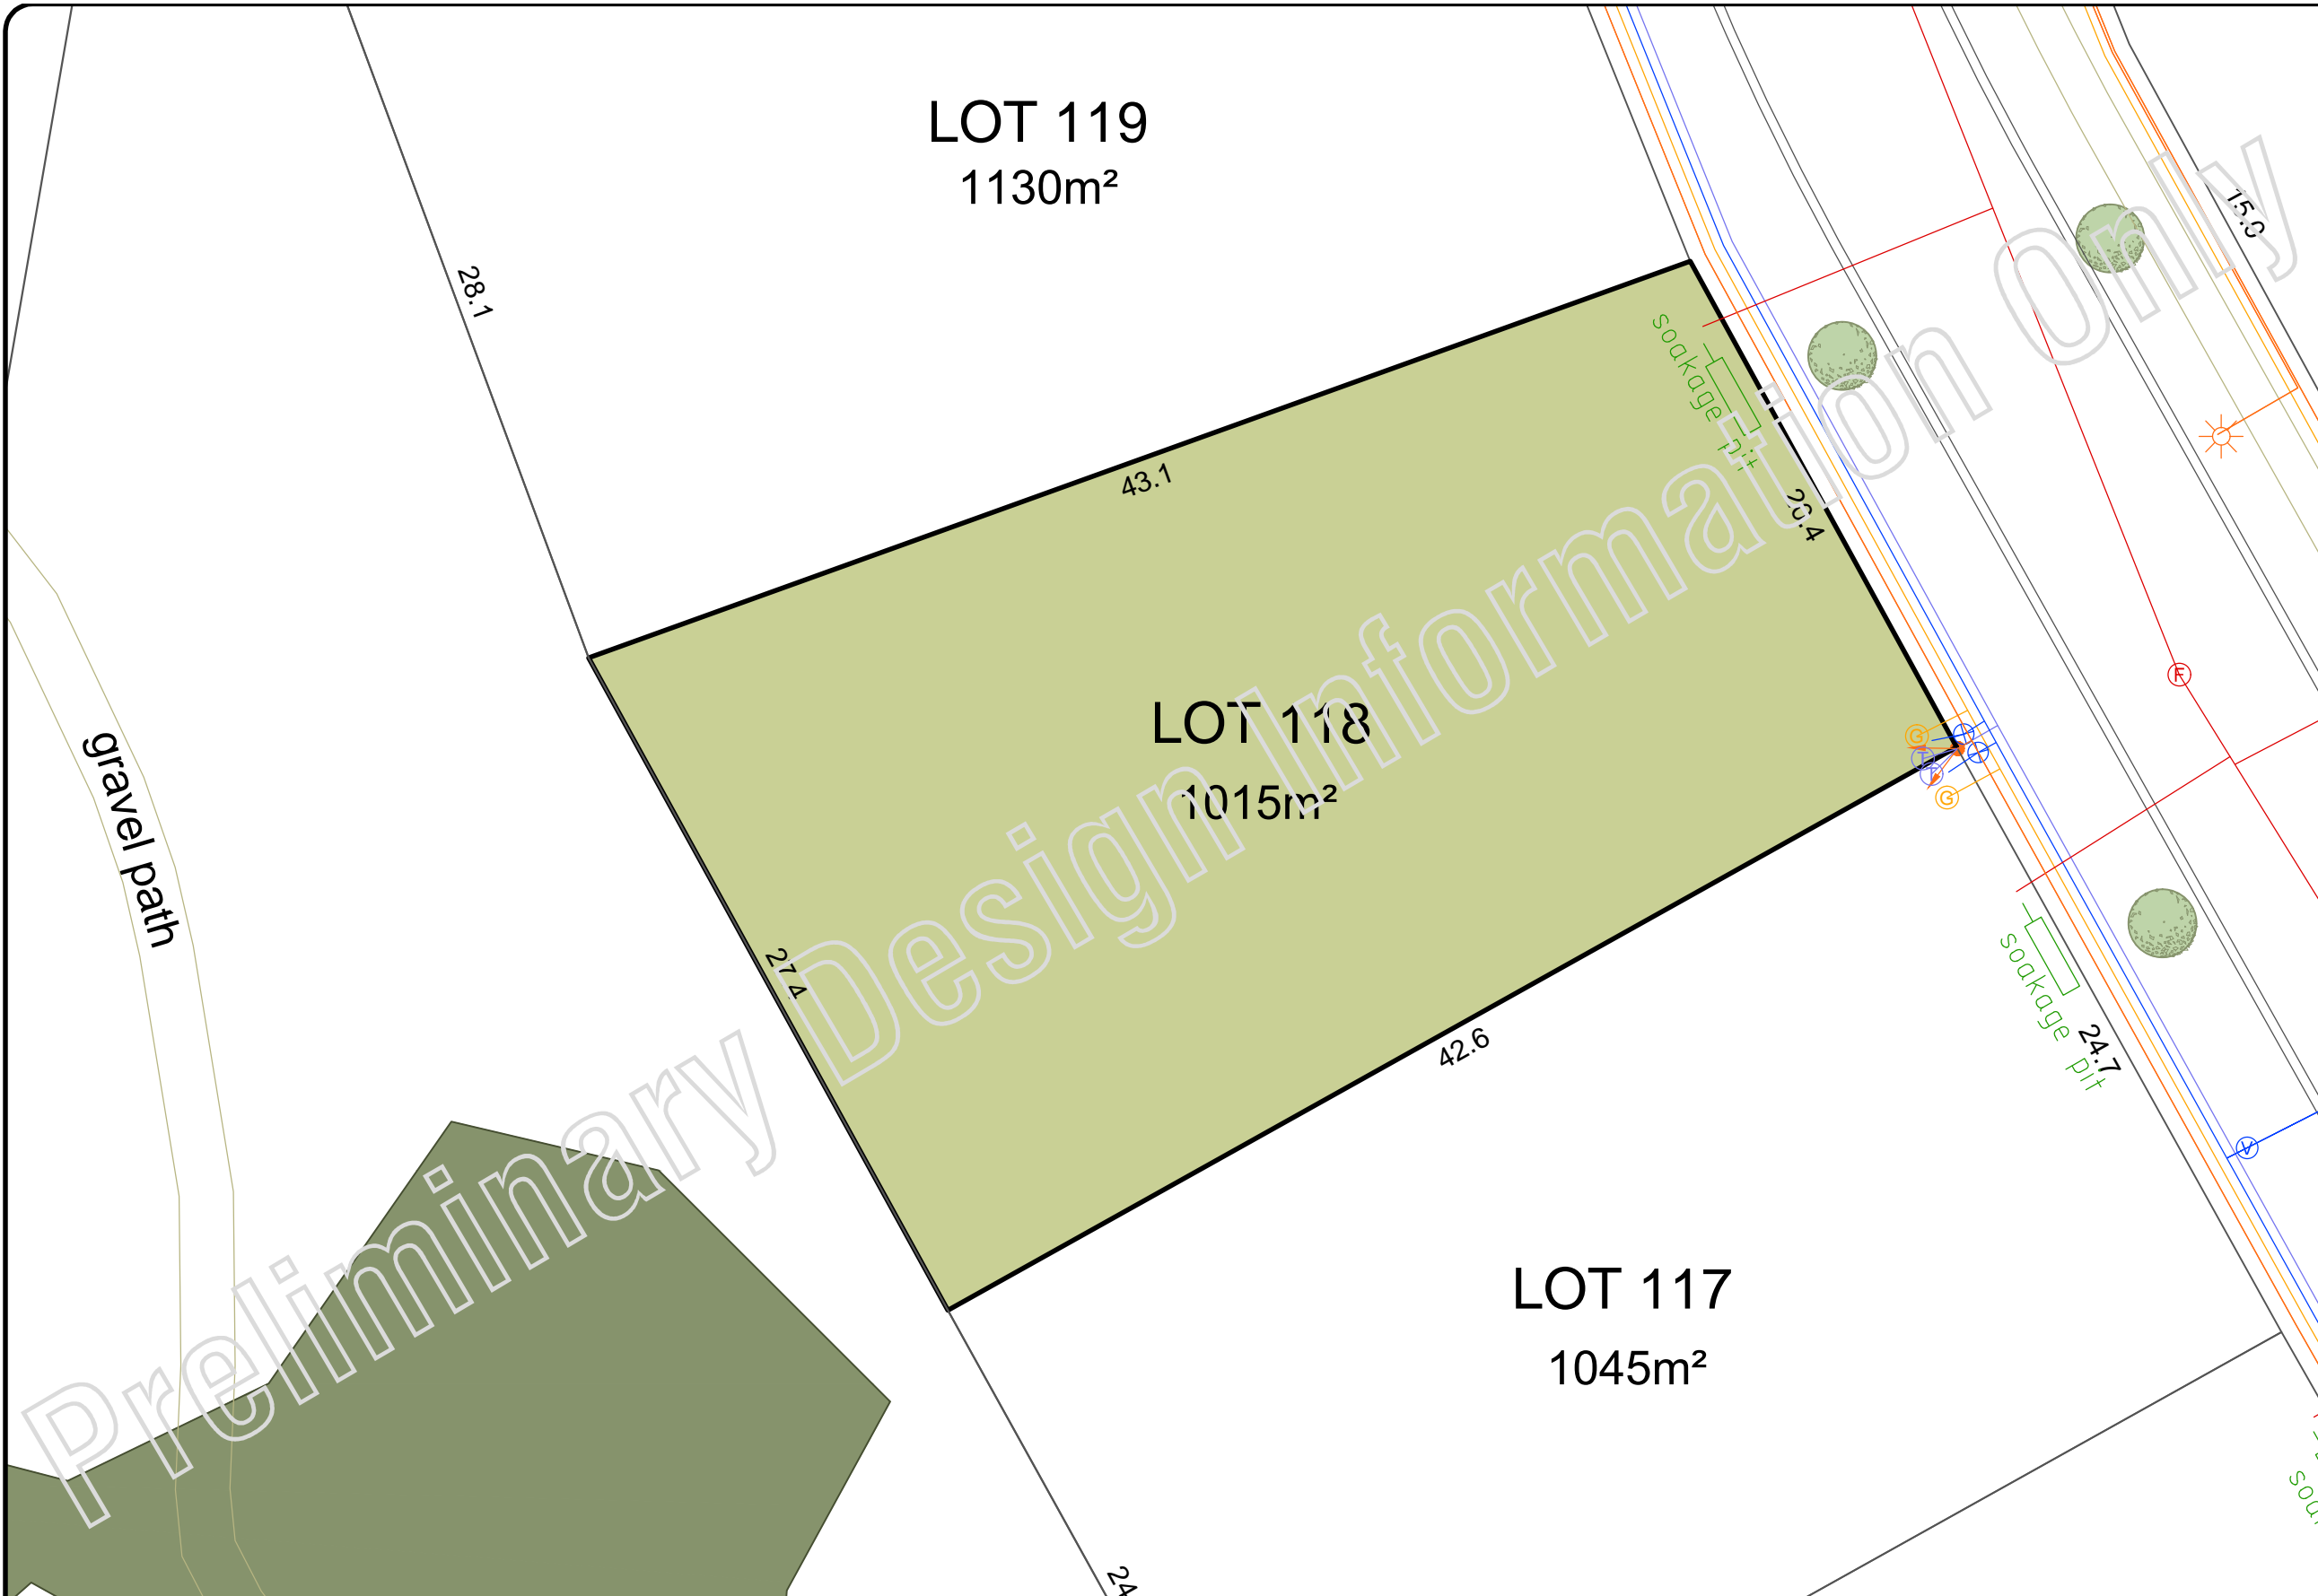 LOT 119
1130m²
28.1
15.
43.1
soakage pit
20.4
F
LOT 118
1015m²
G
T
T
G
gravel path
27.4
42.6
soakage pit
24.7
V
LOT 117
1045m²
24
Preliminary Design Information Only